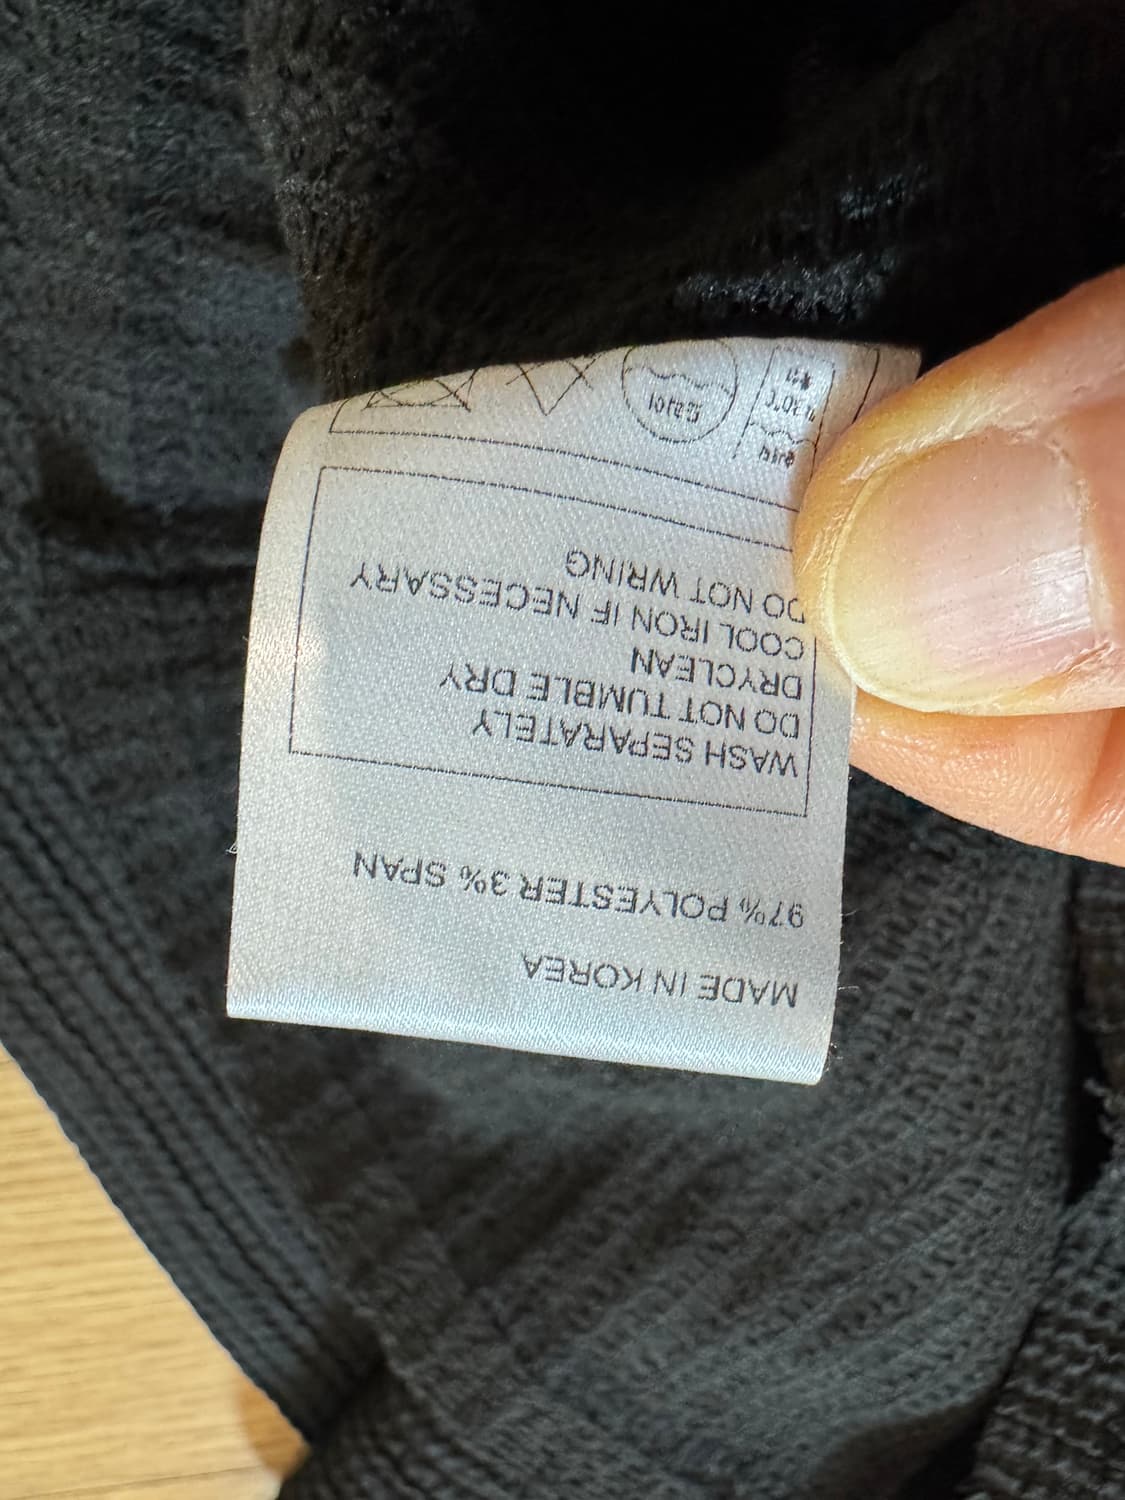 MADE IN KOREA
97% POLYESTER 3% SPAN
WASH SEPARATELY
DO NOT TUMBLE DRY
DRYCLEAN
COOL IRON IF NECESSARY
DO NOT WRING